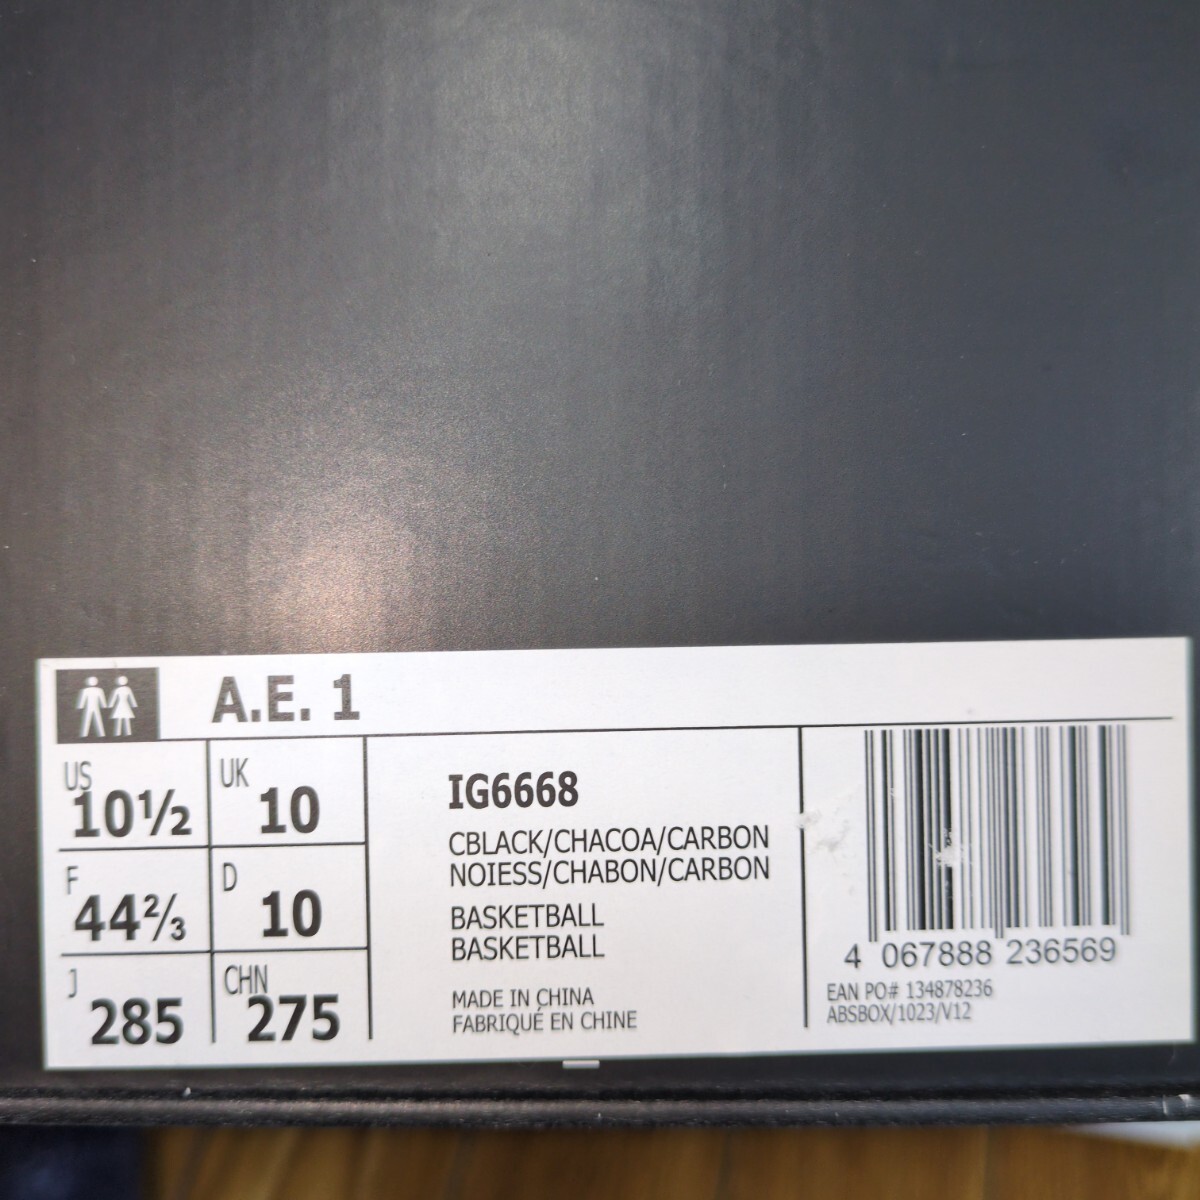 A.E. 1
US
10½
UK
10
F
44⅔
D
10
J
285
CHN
275
IG6668
CBLACK/CHACOA/CARBON
NOIESS/CHABON/CARBON
BASKETBALL
BASKETBALL
MADE IN CHINA
FABRIQUÉ EN CHINE
4 067888 236569
EAN PO# 134878236
ABSBOX/1023/V12